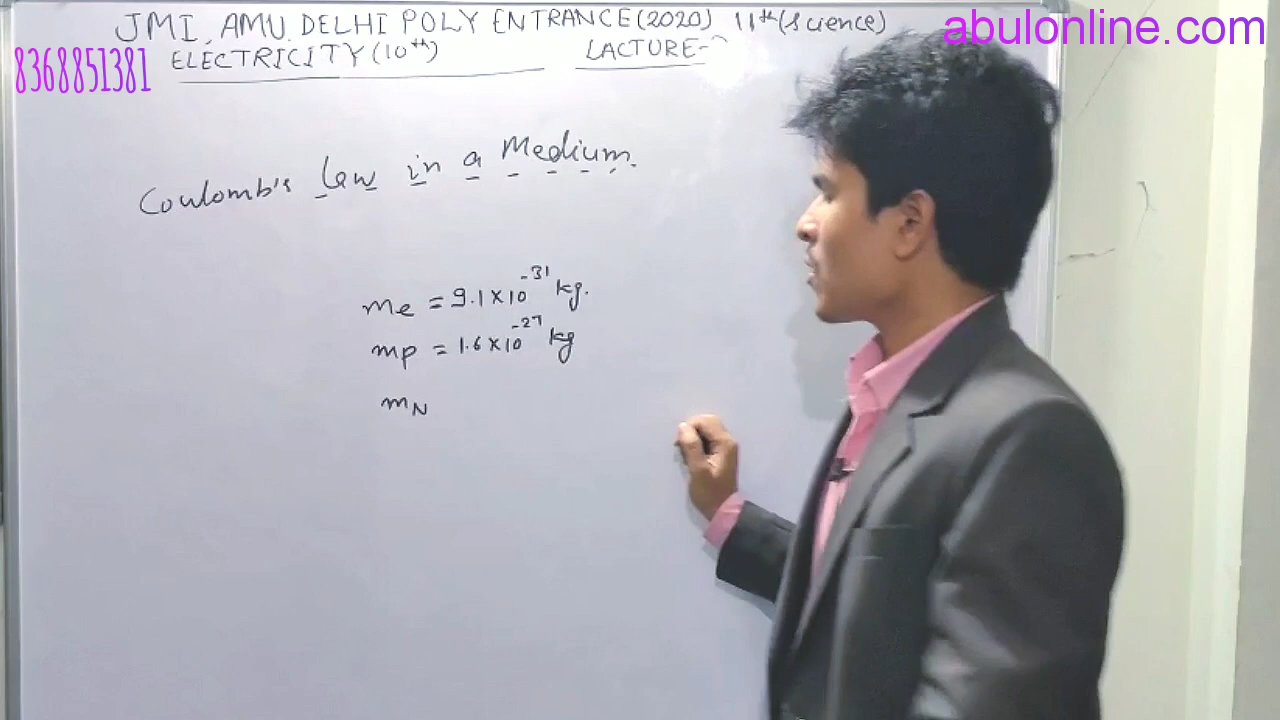 JMI, AMU, DELHI POLY ENTRANCE (2020) 11th (Science)
abulonline.com
8368851381
ELECTRICITY (10th) LACTURE-
Coulomb's law in a Medium.
me = 9.1 × 10⁻³¹ kg.
mp = 1.6 × 10⁻²⁷ kg
mN